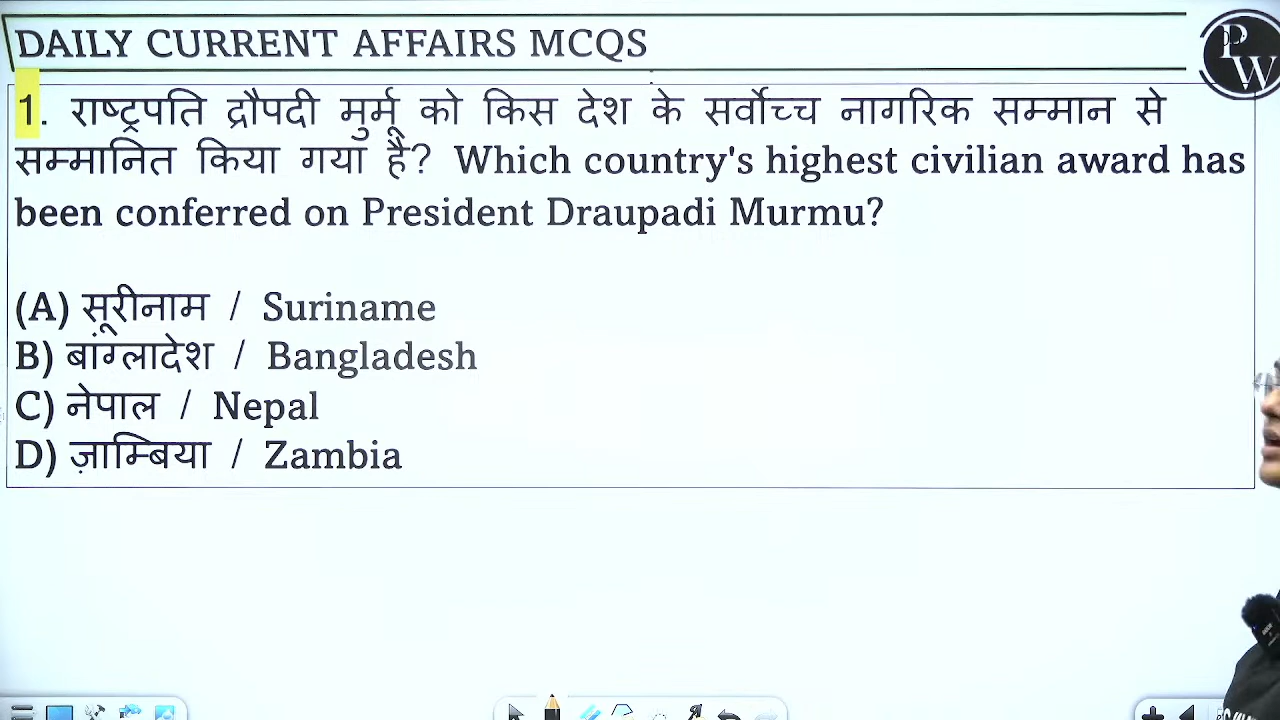 DAILY CURRENT AFFAIRS MCQS
PW
1. राष्ट्रपति द्रौपदी मुर्मू को किस देश के सर्वोच्च नागरिक सम्मान से
सम्मानित किया गया है? Which country's highest civilian award has
been conferred on President Draupadi Murmu?
(A) सूरीनाम / Suriname
B) बांग्लादेश / Bangladesh
C) नेपाल / Nepal
D) ज़ाम्बिया / Zambia